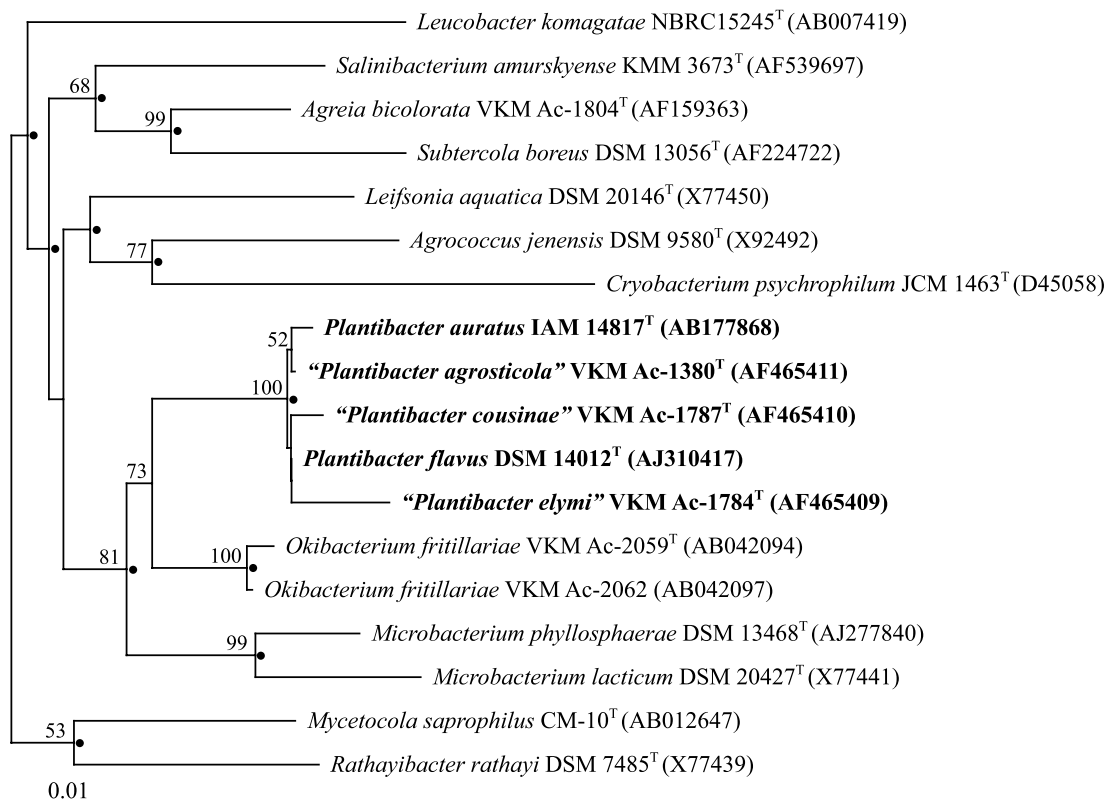 Leucobacter komagatae NBRC15245T (AB007419)
Salinibacterium amurskyense KMM 3673T (AF539697)
68
Agreia bicolorata VKM Ac-1804T (AF159363)
99
Subtercola boreus DSM 13056T (AF224722)
Leifsonia aquatica DSM 20146T (X77450)
Agrococcus jenensis DSM 9580T (X92492)
77
Cryobacterium psychrophilum JCM 1463T (D45058)
Plantibacter auratus IAM 14817T (AB177868)
52
“Plantibacter agrosticola” VKM Ac-1380T (AF465411)
100
“Plantibacter cousinae” VKM Ac-1787T (AF465410)
Plantibacter flavus DSM 14012T (AJ310417)
73
“Plantibacter elymi” VKM Ac-1784T (AF465409)
Okibacterium fritillariae VKM Ac-2059T (AB042094)
81
100
Okibacterium fritillariae VKM Ac-2062 (AB042097)
Microbacterium phyllosphaerae DSM 13468T (AJ277840)
99
Microbacterium lacticum DSM 20427T (X77441)
Mycetocola saprophilus CM-10T (AB012647)
53
Rathayibacter rathayi DSM 7485T (X77439)
0.01